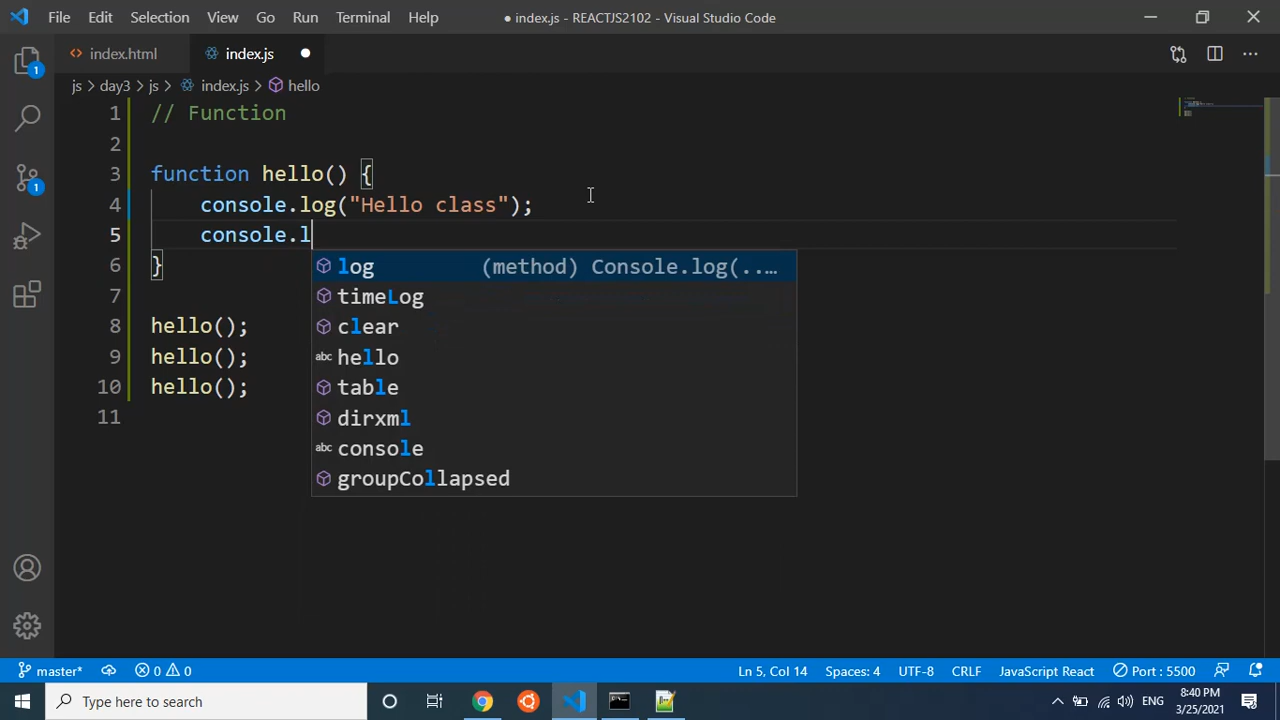 File Edit Selection View Go Run Terminal Help ● index.js - REACTJS2102 - Visual Studio Code
index.html index.js
js > day3 > js > index.js > hello
1 // Function
2
3 function hello() {
4 console.log("Hello class");
5 console.l
log (method) Console.log(..…
6 }
timeLog
7
clear
8 hello();
hello
9 hello();
table
10 hello();
dirxml
11
console
groupCollapsed
1
1
master* 0 0 Ln 5, Col 14 Spaces: 4 UTF-8 CRLF JavaScript React Port : 5500
Type here to search ENG 8:40 PM
3/25/2021